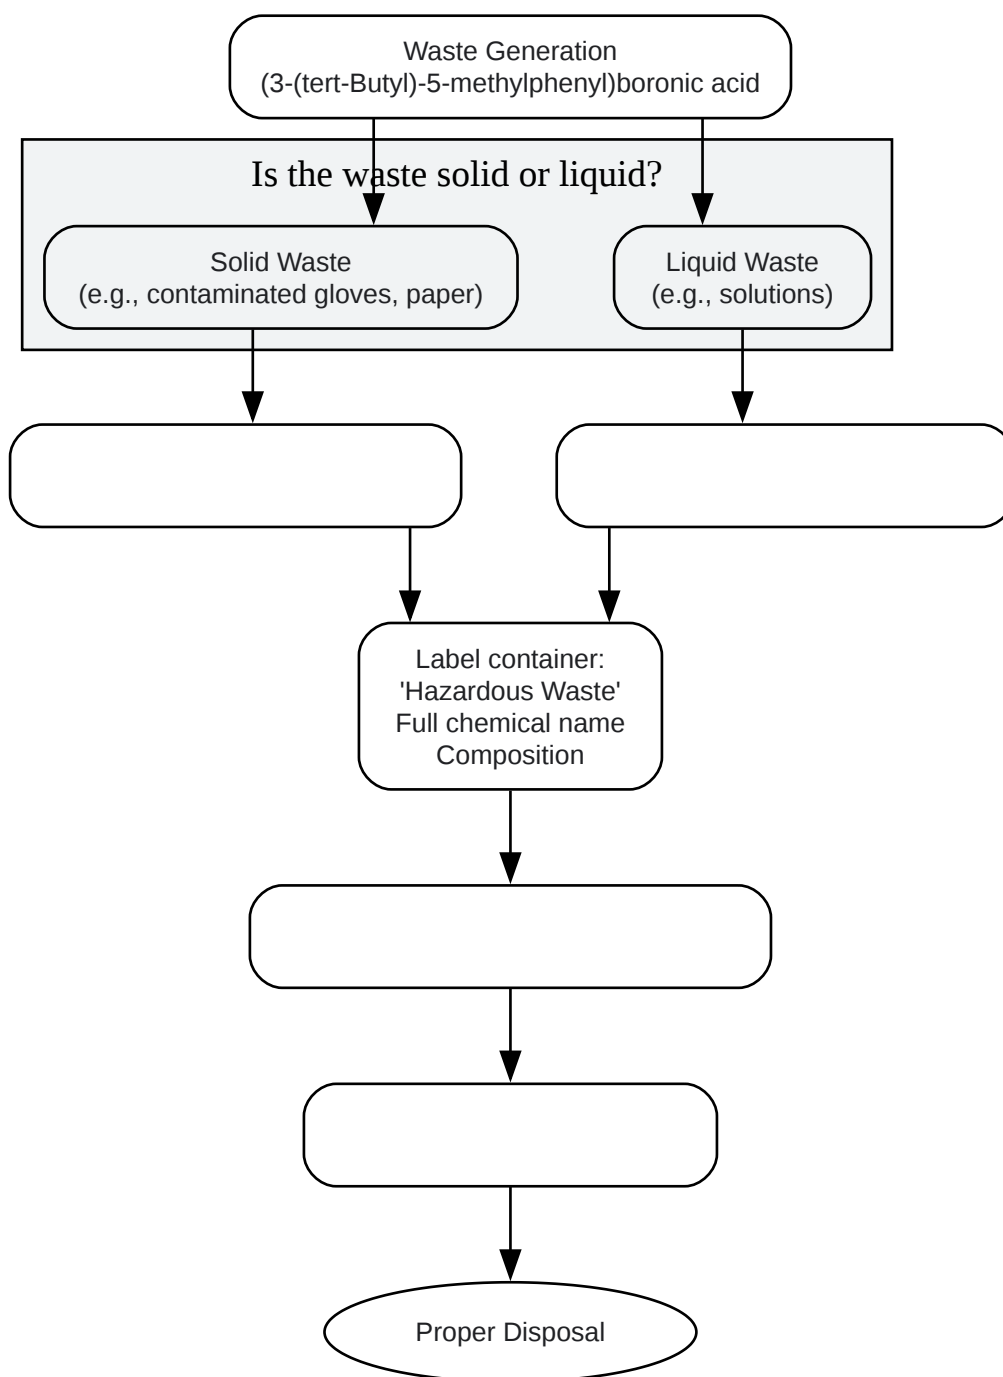 Waste Generation
(3-(tert-Butyl)-5-methylphenyl)boronic acid
Is the waste solid or liquid?
Solid Waste
(e.g., contaminated gloves, paper)
Liquid Waste
(e.g., solutions)
Label container:
'Hazardous Waste'
Full chemical name
Composition
Proper Disposal